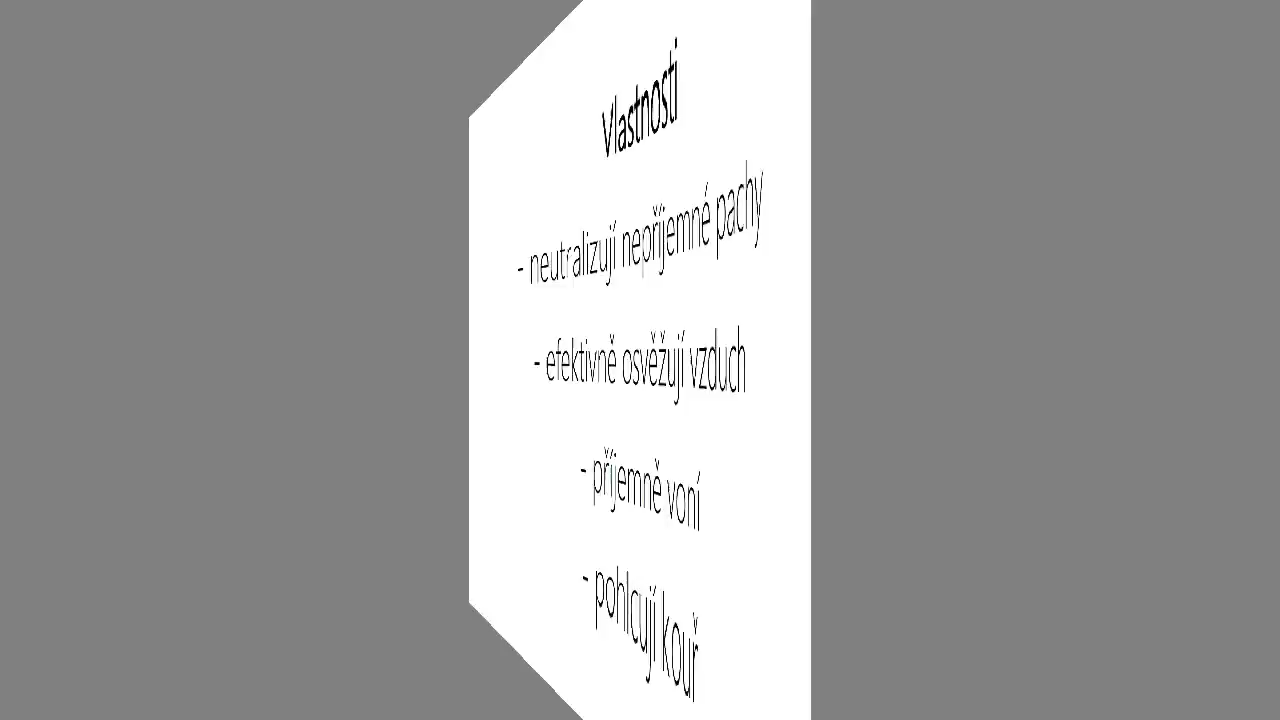 Vlastnosti
- neutralizují nepříjemné pachy
- efektivně osvěžují vzduch
- příjemně voní
- pohlcují kouř